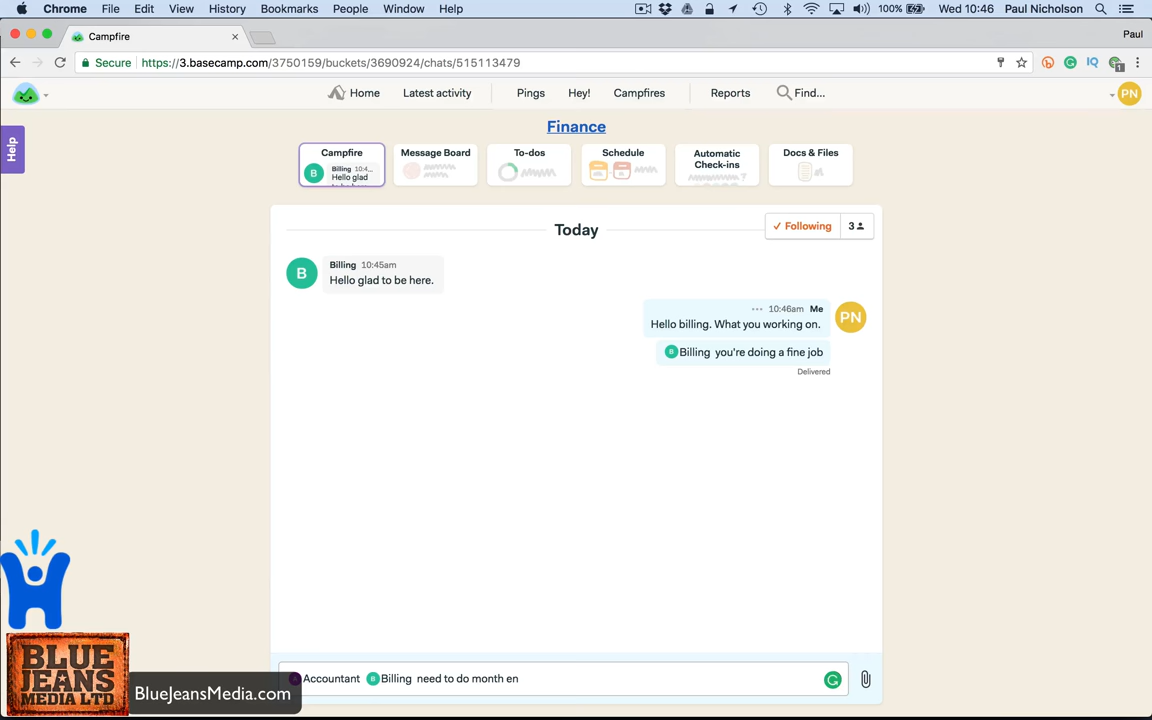 Chrome File Edit View History Bookmarks People Window Help 100% Wed 10:46 Paul Nicholson
Campfire Paul
Secure https://3.basecamp.com/3750159/buckets/3690924/chats/515113479 IQ 1
Home Latest activity Pings Hey! Campfires Reports Find... PN
Help
Finance
Campfire Message Board To-dos Schedule Automatic Check-ins Docs & Files
B Billing 10:4...
Hello glad
Today
✓ Following 3
B Billing 10:45am
Hello glad to be here.
··· 10:46am Me
PN
Hello billing. What you working on.
B Billing you're doing a fine job
Delivered
Accountant B Billing need to do month en
BLUE
JEANS
MEDIA LTD
BlueJeansMedia.com